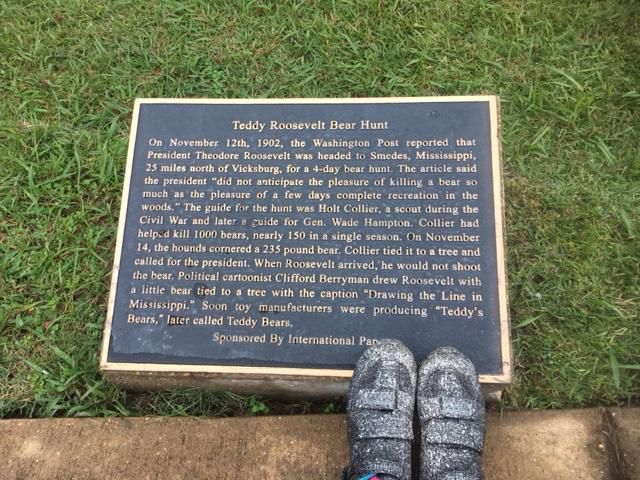 Teddy Roosevelt Bear Hunt
On November 12th, 1902, the Washington Post reported that
President Theodore Roosevelt was headed to Smedes, Mississippi,
25 miles north of Vicksburg, for a 4-day bear hunt. The article said
the president "did not anticipate the pleasure of killing a bear so
much as the pleasure of a few days complete recreation in the
woods." The guide for the hunt was Holt Collier, a scout during the
Civil War and later a guide for Gen. Wade Hampton. Collier had
helped kill 1000 bears, nearly 150 in a single season. On November
14, the hounds cornered a 235 pound bear. Collier tied it to a tree and
called for the president. When Roosevelt arrived, he would not shoot
the bear. Political cartoonist Clifford Berryman drew Roosevelt with
a little bear tied to a tree with the caption "Drawing the Line in
Mississippi." Soon toy manufacturers were producing "Teddy's
Bears," later called Teddy Bears.
Sponsored By International